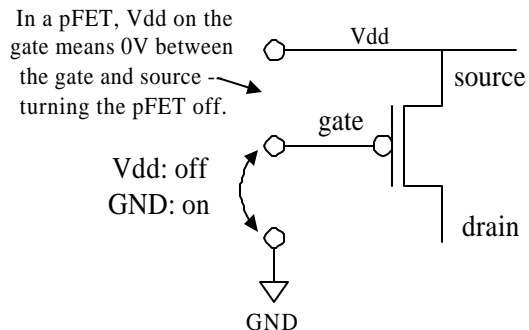 In a pFET, Vdd on the
gate means 0V between
the gate and source --
turning the pFET off.
Vdd
source
gate
Vdd: off
GND: on
drain
GND